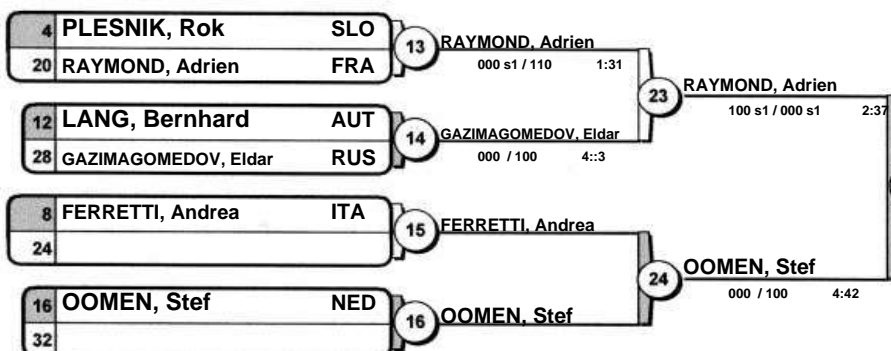 4 PLESNIK, Rok SLO
20 RAYMOND, Adrien FRA
13 RAYMOND, Adrien
000 s1 / 110 1:31
12 LANG, Bernhard AUT
28 GAZIMAGOMEDOV, Eldar RUS
14 GAZIMAGOMEDOV, Eldar
000 / 100 4::3
23 RAYMOND, Adrien
100 s1 / 000 s1 2:37
8 FERRETTI, Andrea ITA
24
15 FERRETTI, Andrea
16 OOMEN, Stef NED
32
16 OOMEN, Stef
24 OOMEN, Stef
000 / 100 4:42